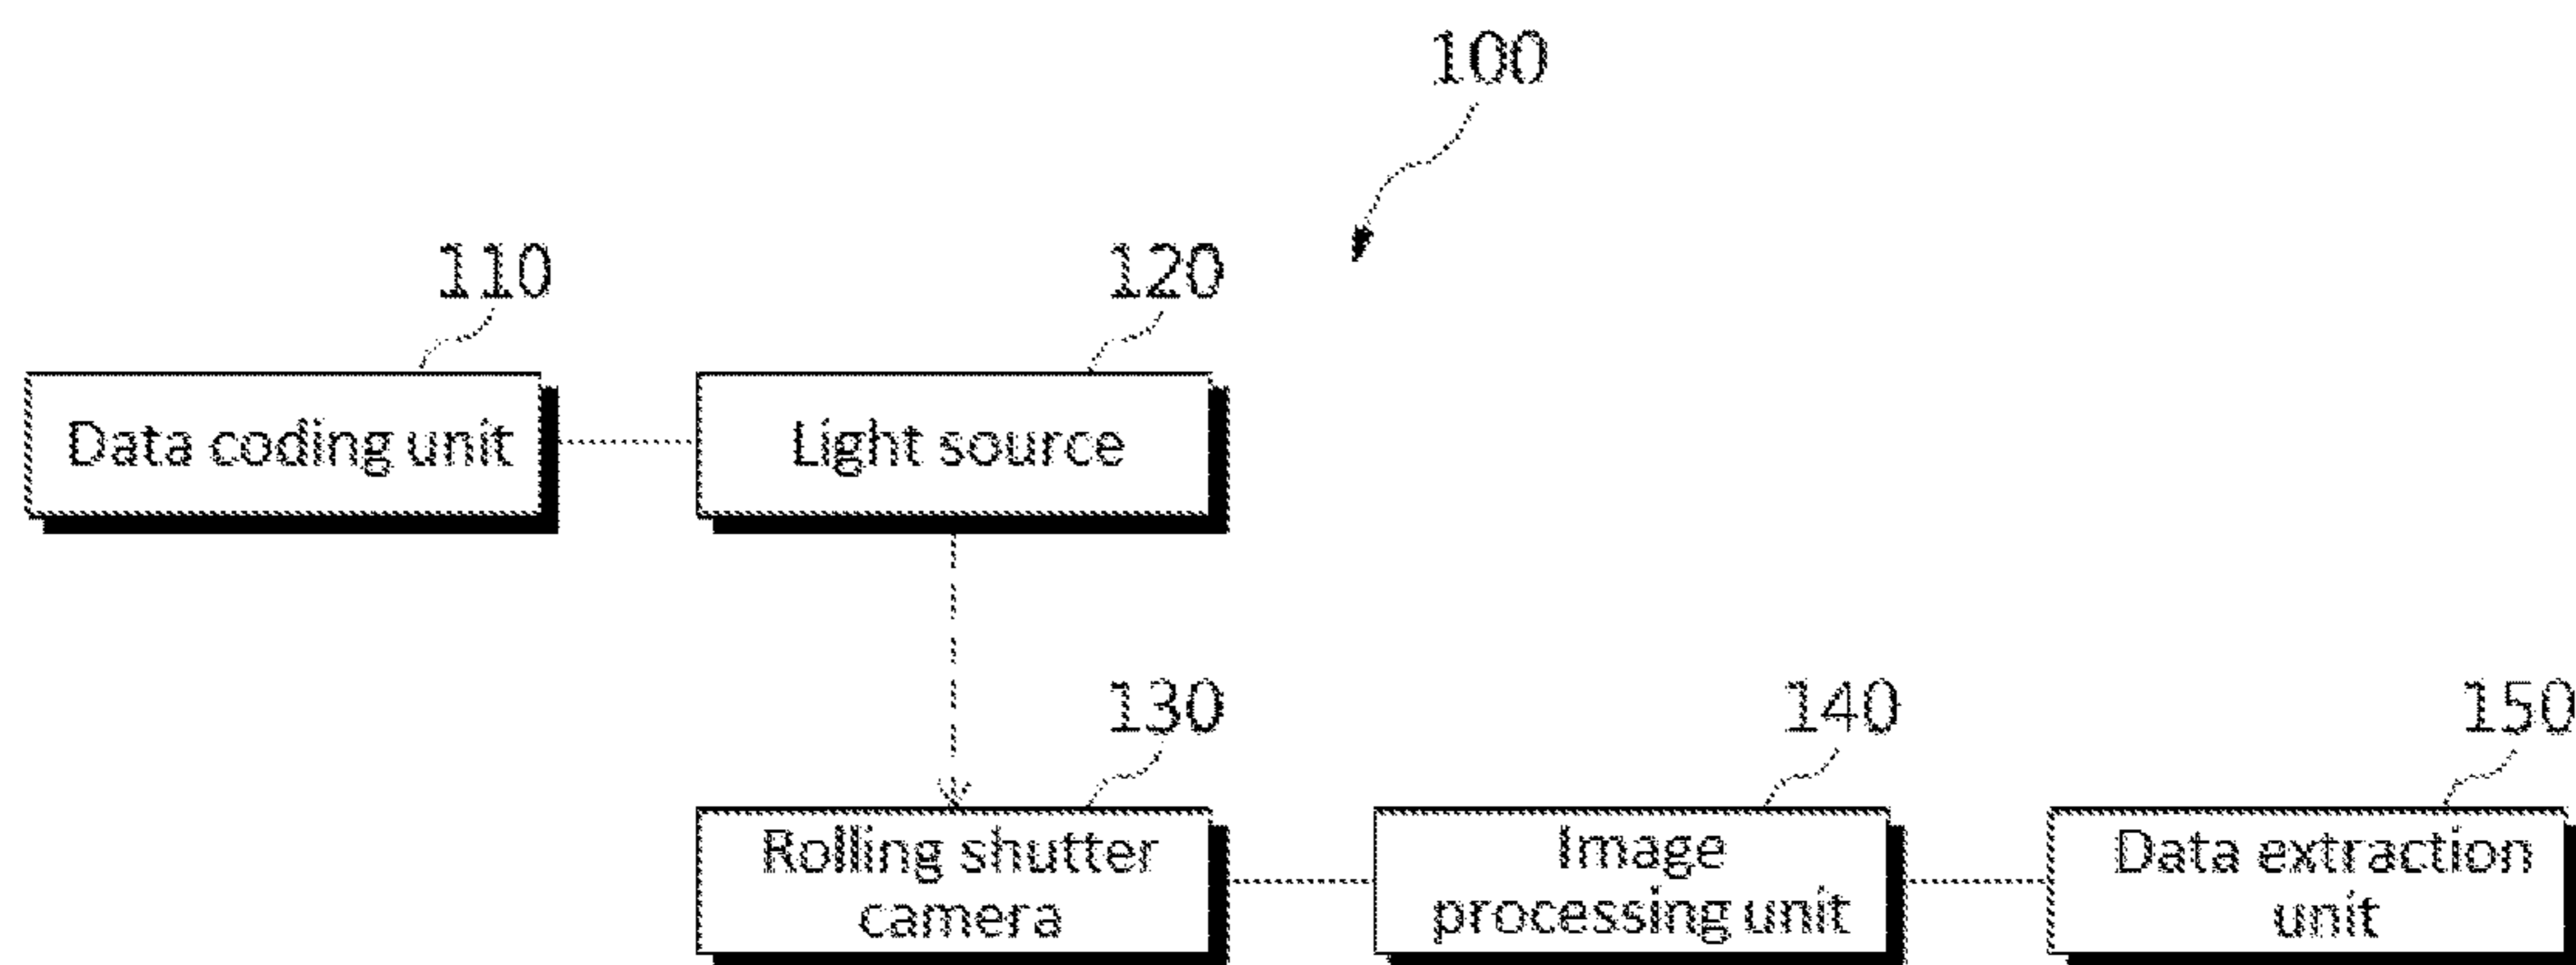 100
110
120
Data coding unit
Light source
130
140
150
Rolling shutter
camera
Image
processing unit
Data extraction
unit